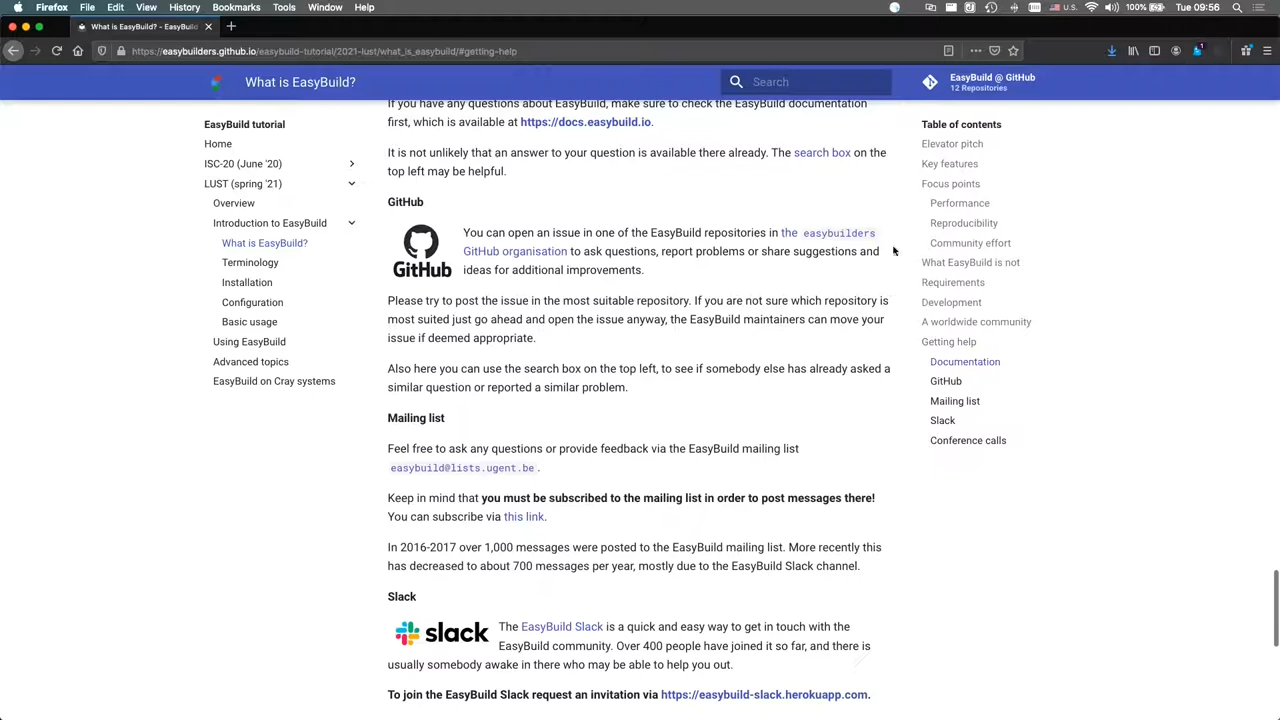 Firefox File Edit View History Bookmarks Tools Window Help
U.S. 100% Tue 09:56
What is EasyBuild? - EasyBuild
https://easybuilders.github.io/easybuild-tutorial/2021-lust/what_is_easybuild/#getting-help
What is EasyBuild?
Search
EasyBuild @ GitHub
12 Repositories
EasyBuild tutorial
Home
ISC-20 (June '20)
LUST (spring '21)
Overview
Introduction to EasyBuild
What is EasyBuild?
Terminology
Installation
Configuration
Basic usage
Using EasyBuild
Advanced topics
EasyBuild on Cray systems
If you have any questions about EasyBuild, make sure to check the EasyBuild documentation
first, which is available at https://docs.easybuild.io.
It is not unlikely that an answer to your question is available there already. The search box on the
top left may be helpful.
GitHub
GitHub
You can open an issue in one of the EasyBuild repositories in the easybuilders
GitHub organisation to ask questions, report problems or share suggestions and
ideas for additional improvements.
Please try to post the issue in the most suitable repository. If you are not sure which repository is
most suited just go ahead and open the issue anyway, the EasyBuild maintainers can move your
issue if deemed appropriate.
Also here you can use the search box on the top left, to see if somebody else has already asked a
similar question or reported a similar problem.
Mailing list
Feel free to ask any questions or provide feedback via the EasyBuild mailing list
easybuild@lists.ugent.be.
Keep in mind that you must be subscribed to the mailing list in order to post messages there!
You can subscribe via this link.
In 2016-2017 over 1,000 messages were posted to the EasyBuild mailing list. More recently this
has decreased to about 700 messages per year, mostly due to the EasyBuild Slack channel.
Slack
slack
The EasyBuild Slack is a quick and easy way to get in touch with the
EasyBuild community. Over 400 people have joined it so far, and there is
usually somebody awake in there who may be able to help you out.
To join the EasyBuild Slack request an invitation via https://easybuild-slack.herokuapp.com.
Table of contents
Elevator pitch
Key features
Focus points
Performance
Reproducibility
Community effort
What EasyBuild is not
Requirements
Development
A worldwide community
Getting help
Documentation
GitHub
Mailing list
Slack
Conference calls